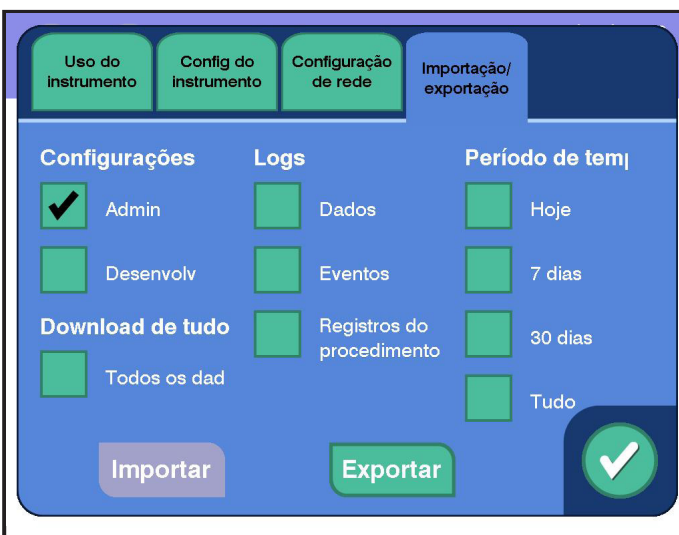 Uso do
instrumento
Config do
instrumento
Configuração
de rede
Importação/
exportação
Configurações
Admin
Desenvolv
Download de tudo
Todos os dad
Logs
Dados
Eventos
Registros do
procedimento
Período de
Hoje
7 dias
30 dias
Tudo
Importar
Exportar